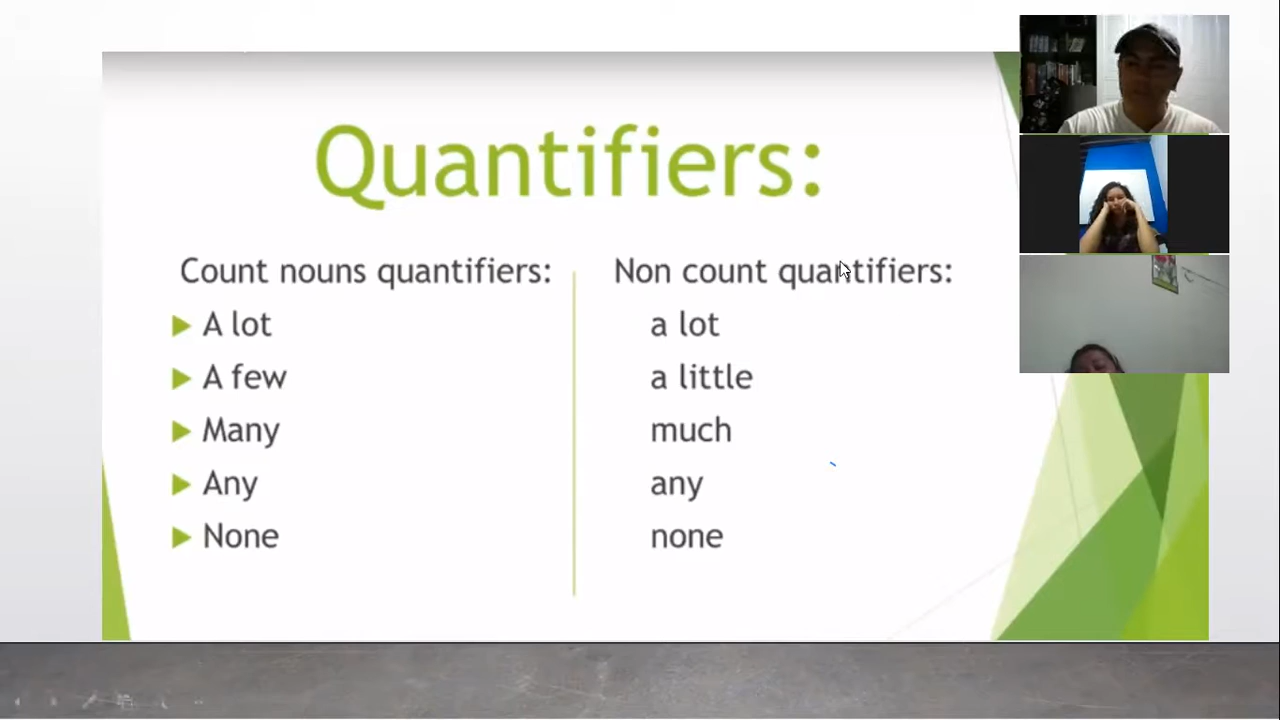 Quantifiers:
Count nouns quantifiers:
A lot
A few
Many
Any
None
Non count quantifiers:
a lot
a little
much
any
none